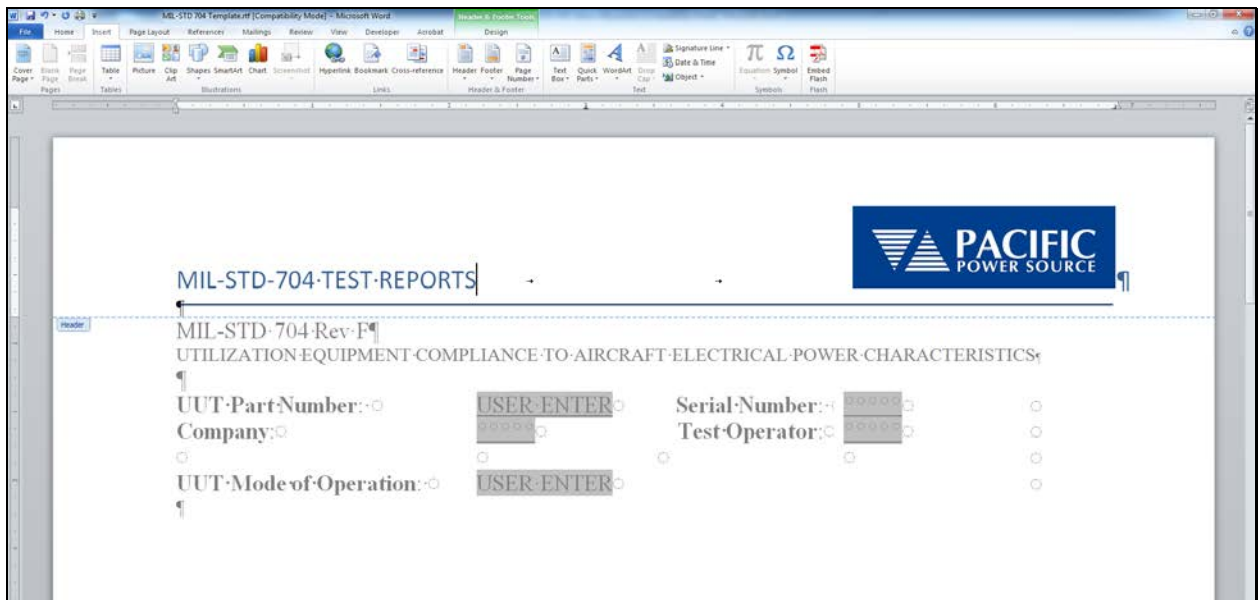 MIL-STD 704 Template.rtf [Compatibility Mode] - Microsoft Word
Header & Footer Tools
File Home Insert Page Layout References Mailings Review View Developer Acrobat Design
Cover Page Blank Page Page Break Table Picture Clip Art Shapes SmartArt Chart Screenshot Hyperlink Bookmark Cross-reference Header Footer Page Number Text Box Quick Parts WordArt Drop Cap Signature Line Date & Time Object Equation Symbol Embed Flash
Pages Tables Illustrations Links Header & Footer Text Symbols Flash
PACIFIC
POWER SOURCE
MIL-STD-704·TEST·REPORTS
Header
MIL-STD·704·Rev·F¶
UTILIZATION·EQUIPMENT·COMPLIANCE·TO·AIRCRAFT·ELECTRICAL·POWER·CHARACTERISTICS
UUT·Part·Number: USER·ENTER Serial·Number:
Company: Test·Operator:
UUT·Mode·of·Operation: USER·ENTER